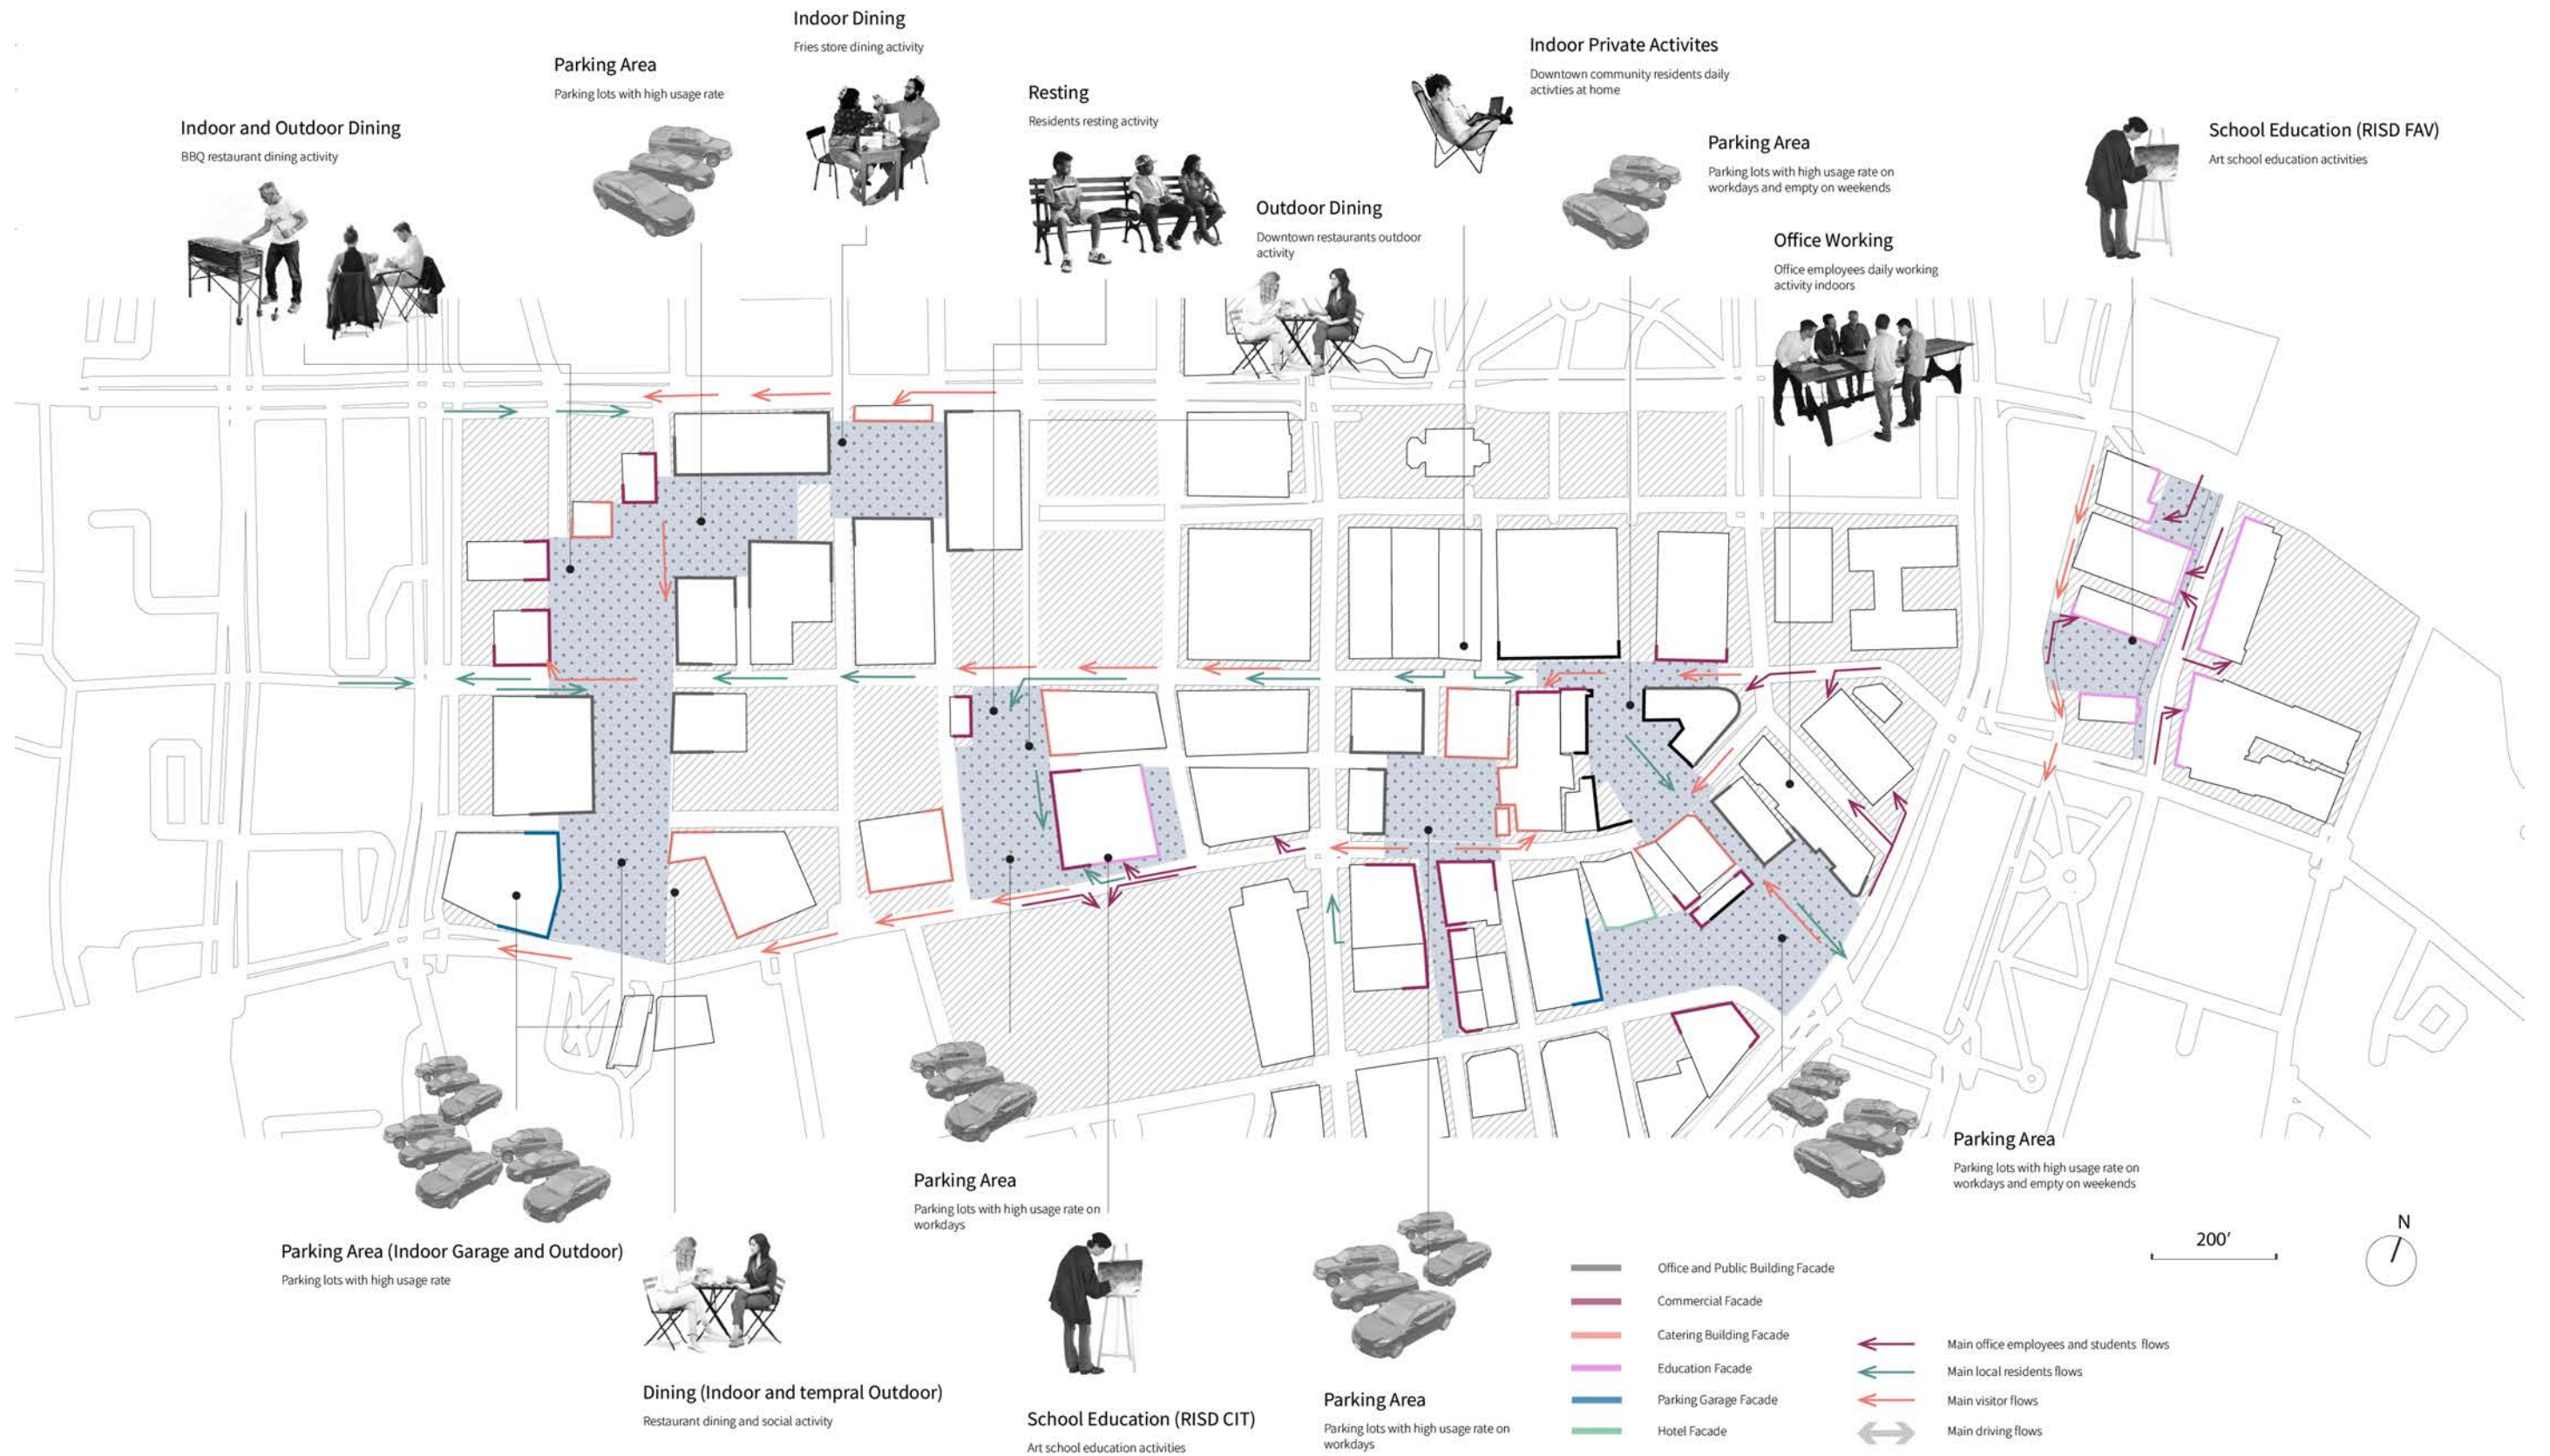 Indoor Dining
Fries store dining activity
Parking Area
Parking lots with high usage rate
Indoor and Outdoor Dining
BBQ restaurant dining activity
Resting
Residents resting activity
Outdoor Dining
Downtown restaurants outdoor
activity
Indoor Private Activites
Downtown community residents daily
activties at home
Parking Area
Parking lots with high usage rate on
workdays and empty on weekends
Office Working
Office employees daily working
activity indoors
School Education (RISD FAV)
Art school education activities
Parking Area (Indoor Garage and Outdoor)
Parking lots with high usage rate
Dining (Indoor and tempral Outdoor)
Restaurant dining and social activity
Parking Area
Parking lots with high usage rate on
workdays
School Education (RISD CIT)
Art school education activities
Parking Area
Parking lots with high usage rate on
workdays
Parking Area
Parking lots with high usage rate on
workdays and empty on weekends
200'
N
Office and Public Building Facade
Commercial Facade
Catering Building Facade
Education Facade
Parking Garage Facade
Hotel Facade
Main office employees and students flows
Main local residents flows
Main visitor flows
Main driving flows